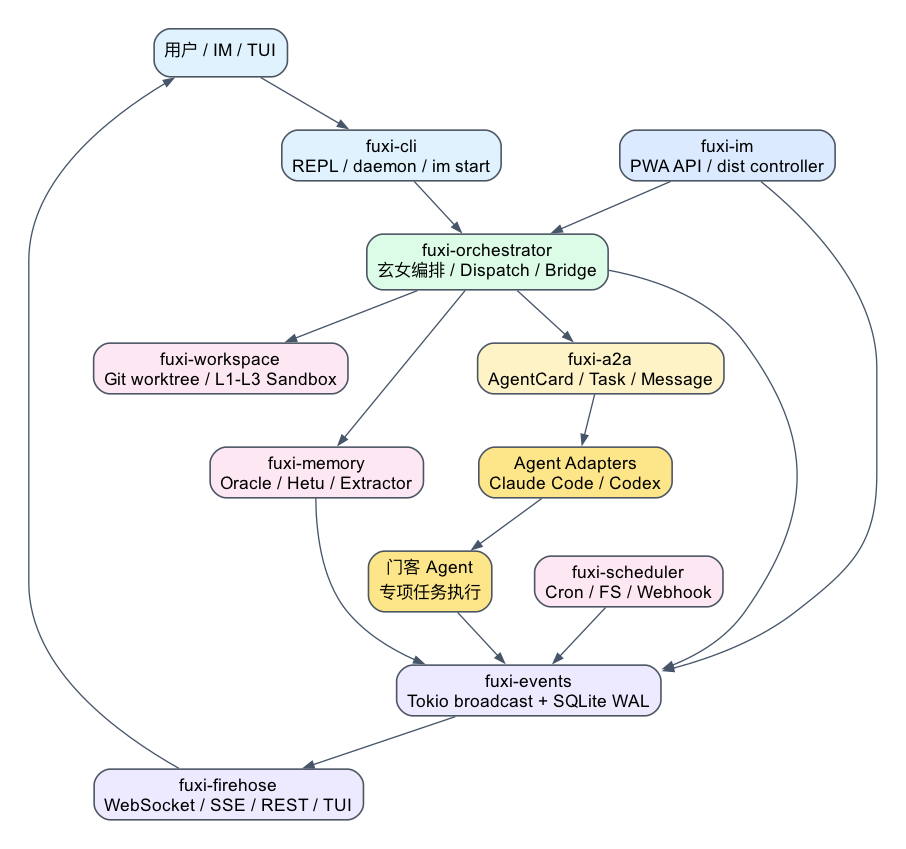 用户 / IM / TUI
fuxi-cli
REPL / daemon / im start
fuxi-im
PWA API / dist controller
fuxi-orchestrator
玄女编排 / Dispatch / Bridge
fuxi-workspace
Git worktree / L1-L3 Sandbox
fuxi-a2a
AgentCard / Task / Message
fuxi-memory
Oracle / Hetu / Extractor
Agent Adapters
Claude Code / Codex
门客 Agent
专项任务执行
fuxi-scheduler
Cron / FS / Webhook
fuxi-events
Tokio broadcast + SQLite WAL
fuxi-firehose
WebSocket / SSE / REST / TUI